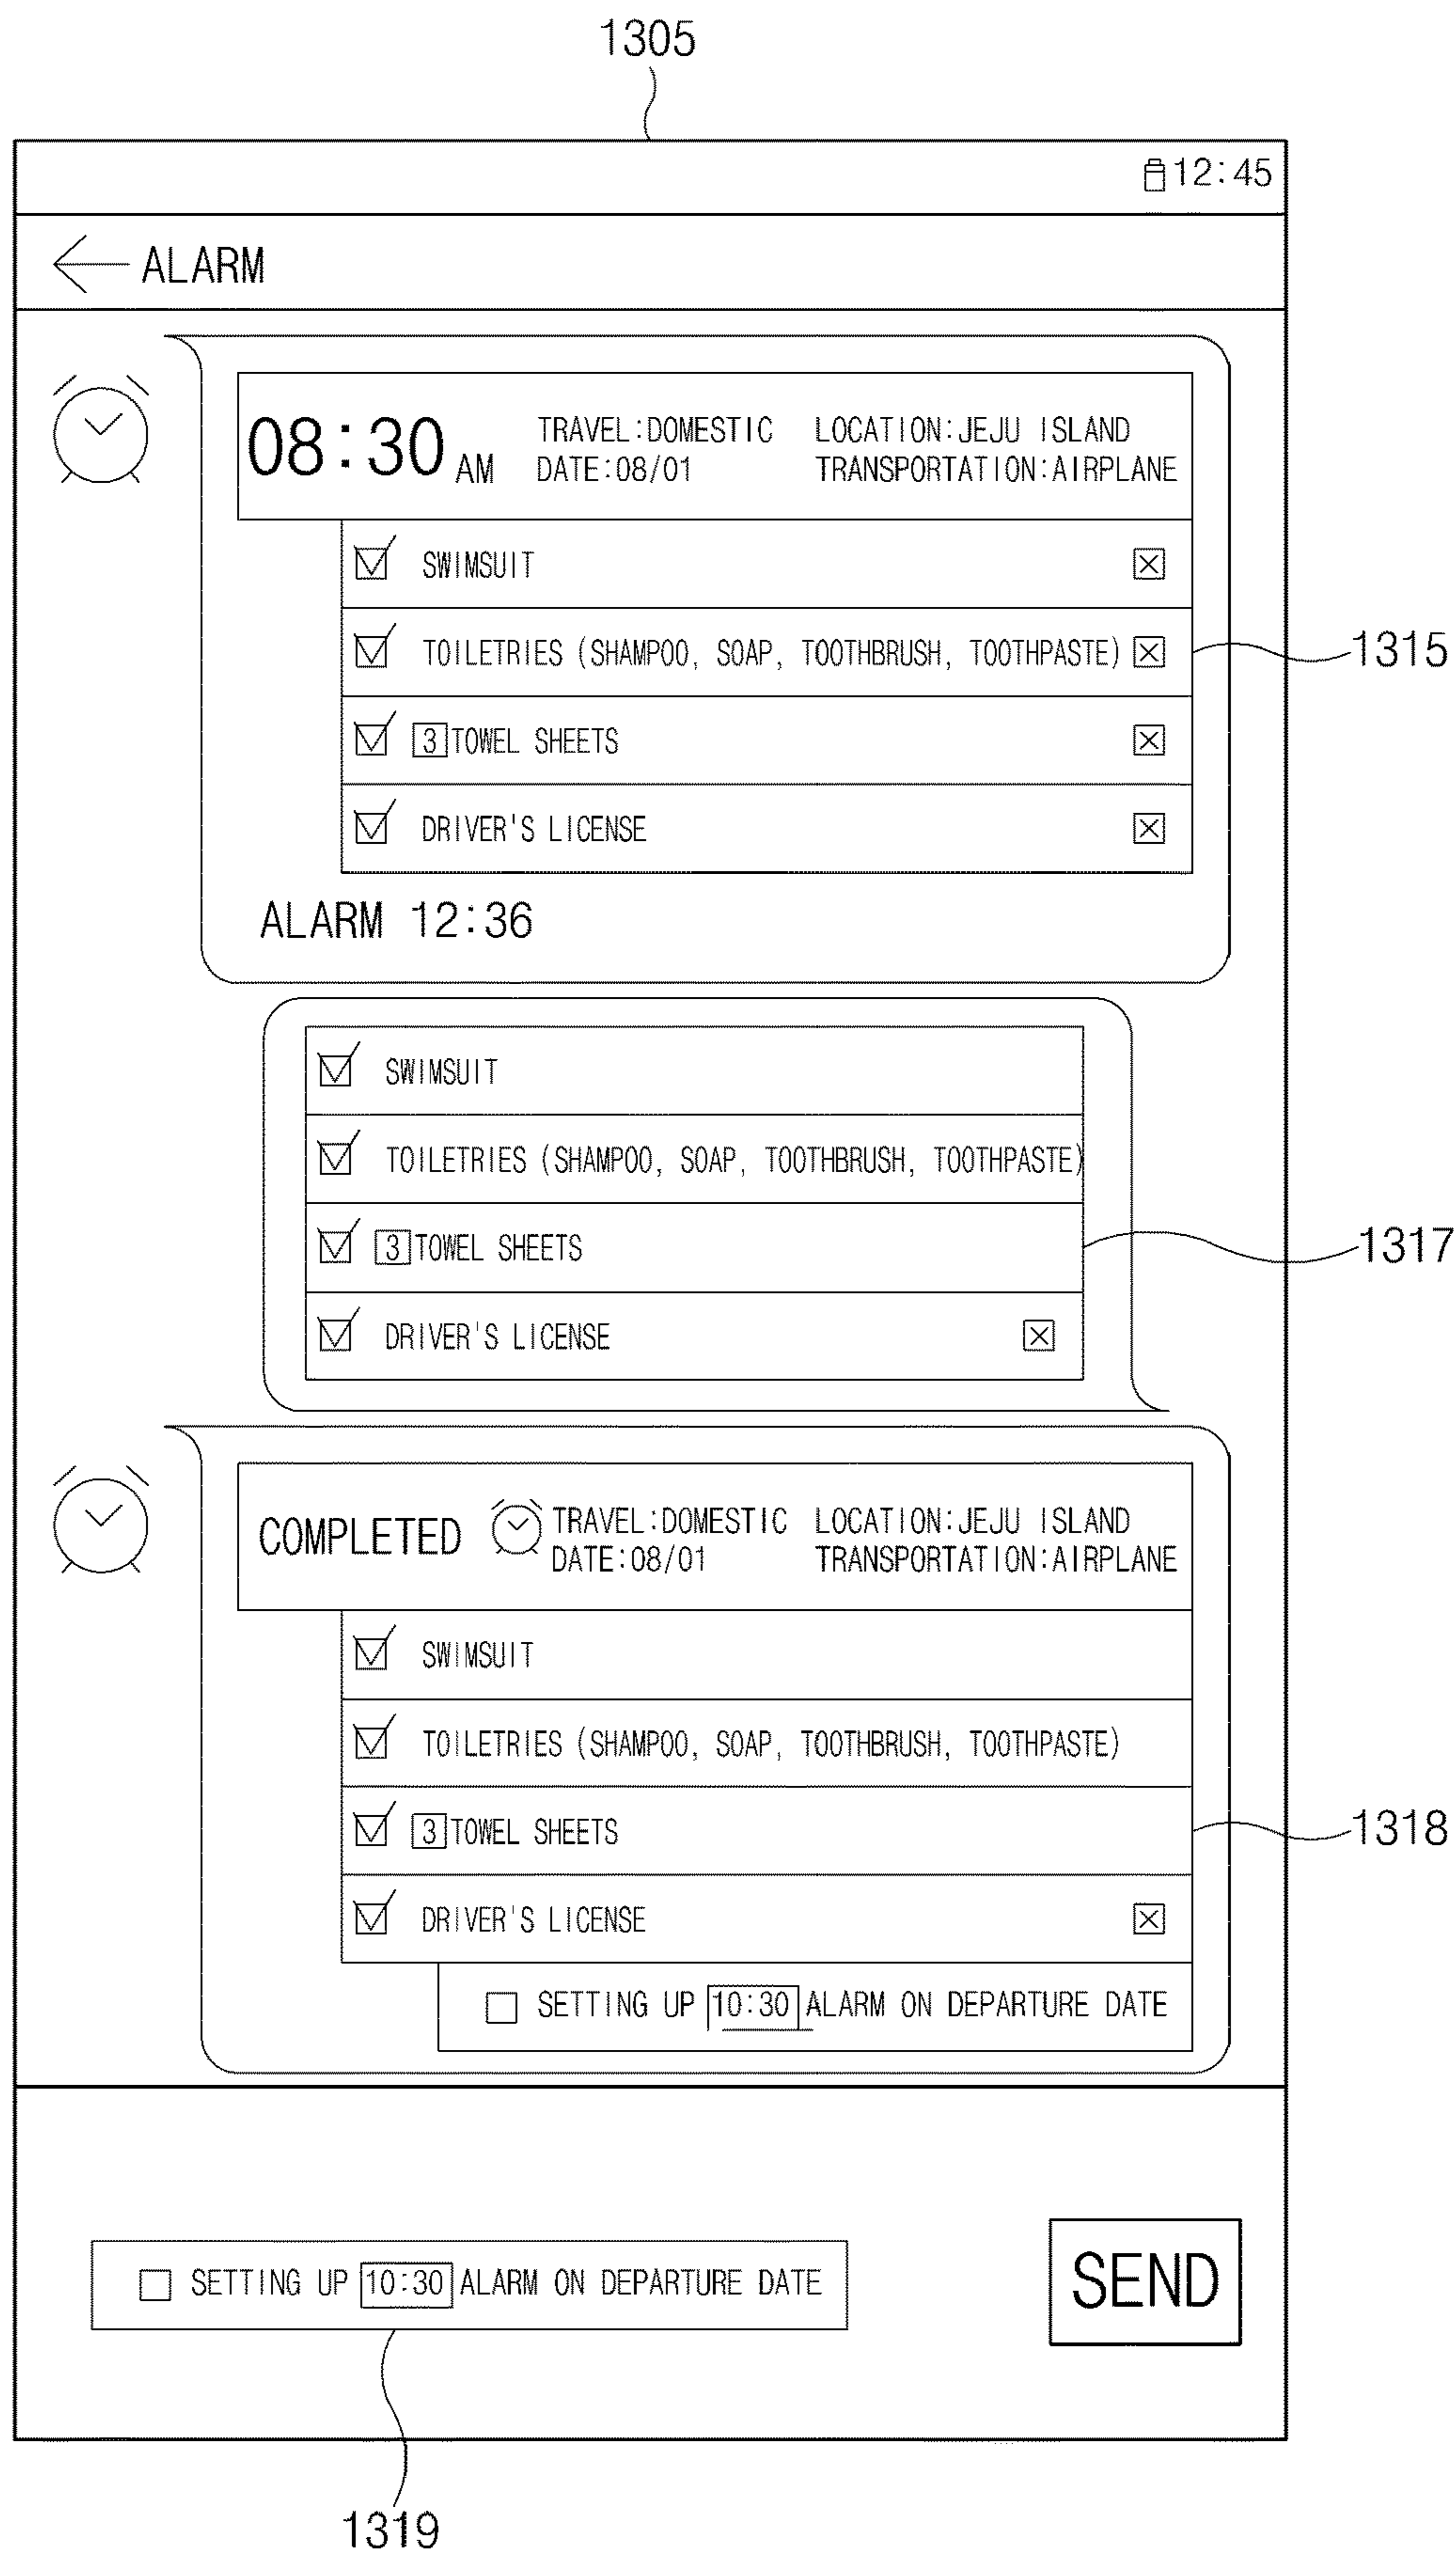 1305
12:45
ALARM
08:30 AM
TRAVEL:DOMESTIC LOCATION:JEJU ISLAND
DATE:08/01 TRANSPORTATION:AIRPLANE
SWIMSUIT
TOILETRIES (SHAMPOO, SOAP, TOOTHBRUSH, TOOTHPASTE)
1315
3 TOWEL SHEETS
DRIVER'S LICENSE
ALARM 12:36
SWIMSUIT
TOILETRIES (SHAMPOO, SOAP, TOOTHBRUSH, TOOTHPASTE)
3 TOWEL SHEETS
1317
DRIVER'S LICENSE
COMPLETED
TRAVEL:DOMESTIC LOCATION:JEJU ISLAND
DATE:08/01 TRANSPORTATION:AIRPLANE
SWIMSUIT
TOILETRIES (SHAMPOO, SOAP, TOOTHBRUSH, TOOTHPASTE)
3 TOWEL SHEETS
1318
DRIVER'S LICENSE
SETTING UP 10:30 ALARM ON DEPARTURE DATE
SETTING UP 10:30 ALARM ON DEPARTURE DATE
SEND
1319